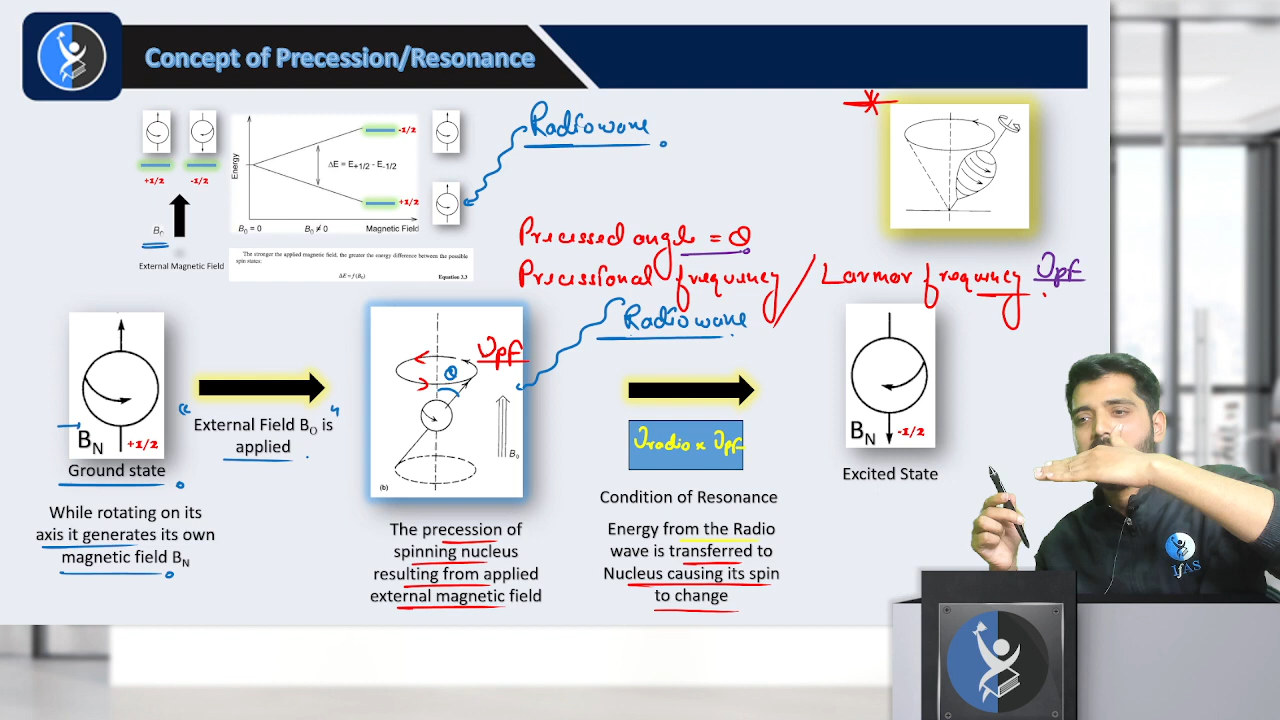 Concept of Precession/Resonance
Radiowave
-1/2
Energy
ΔE = E+1/2 - E-1/2
+1/2
-1/2
+1/2
B₀ = 0
B₀ ≠ 0
Magnetic Field
B₀
External Magnetic Field
The stronger the applied magnetic field, the greater the energy difference between the possible
spin states:
ΔE = f (B₀)
Equation 3.3
Precessed angle = θ
Precessional frequency / Larmor frequency νpf
Radiowave
νpf
θ
B_N
+1/2
Ground state
While rotating on its
axis it generates its own
magnetic field B_N
"External Field B₀ is"
applied
B₀
(b)
The precession of
spinning nucleus
resulting from applied
external magnetic field
νradio × νpf
Condition of Resonance
Energy from the Radio
wave is transferred to
Nucleus causing its spin
to change
B_N
-1/2
Excited State
IFAS